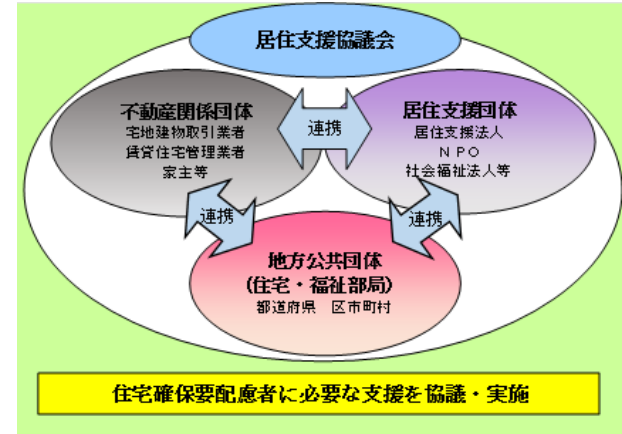 居住支援協議会
不動産関係団体
宅地建物取引業者
賃貸住宅管理業者
家主等
連携
居住支援団体
居住支援法人
NPO
社会福祉法人等
連携
連携
地方公共団体
(住宅・福祉部局)
都道府県 区市町村
住宅確保要配慮者に必要な支援を協議・実施